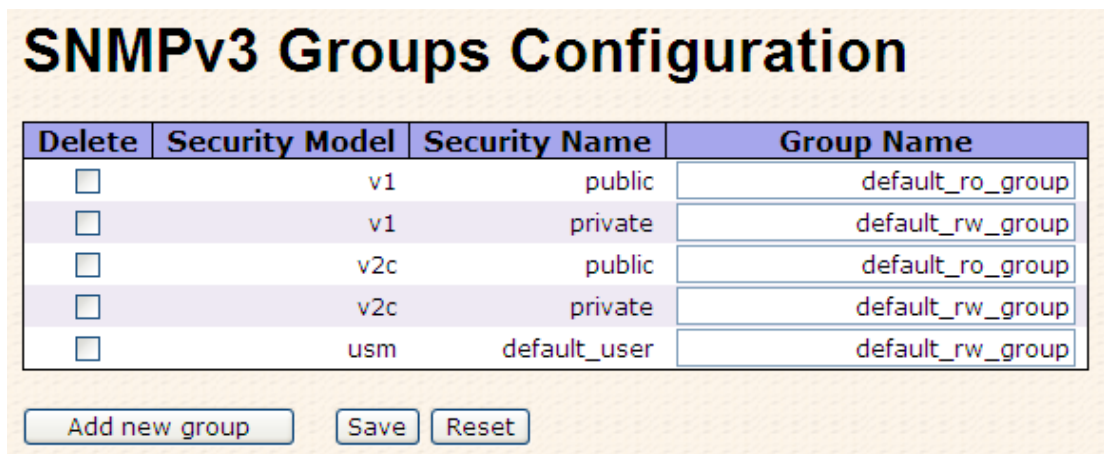 SNMPv3 Groups Configuration
Delete Security Model Security Name Group Name
v1 public default_ro_group
v1 private default_rw_group
v2c public default_ro_group
v2c private default_rw_group
usm default_user default_rw_group
Add new group Save Reset